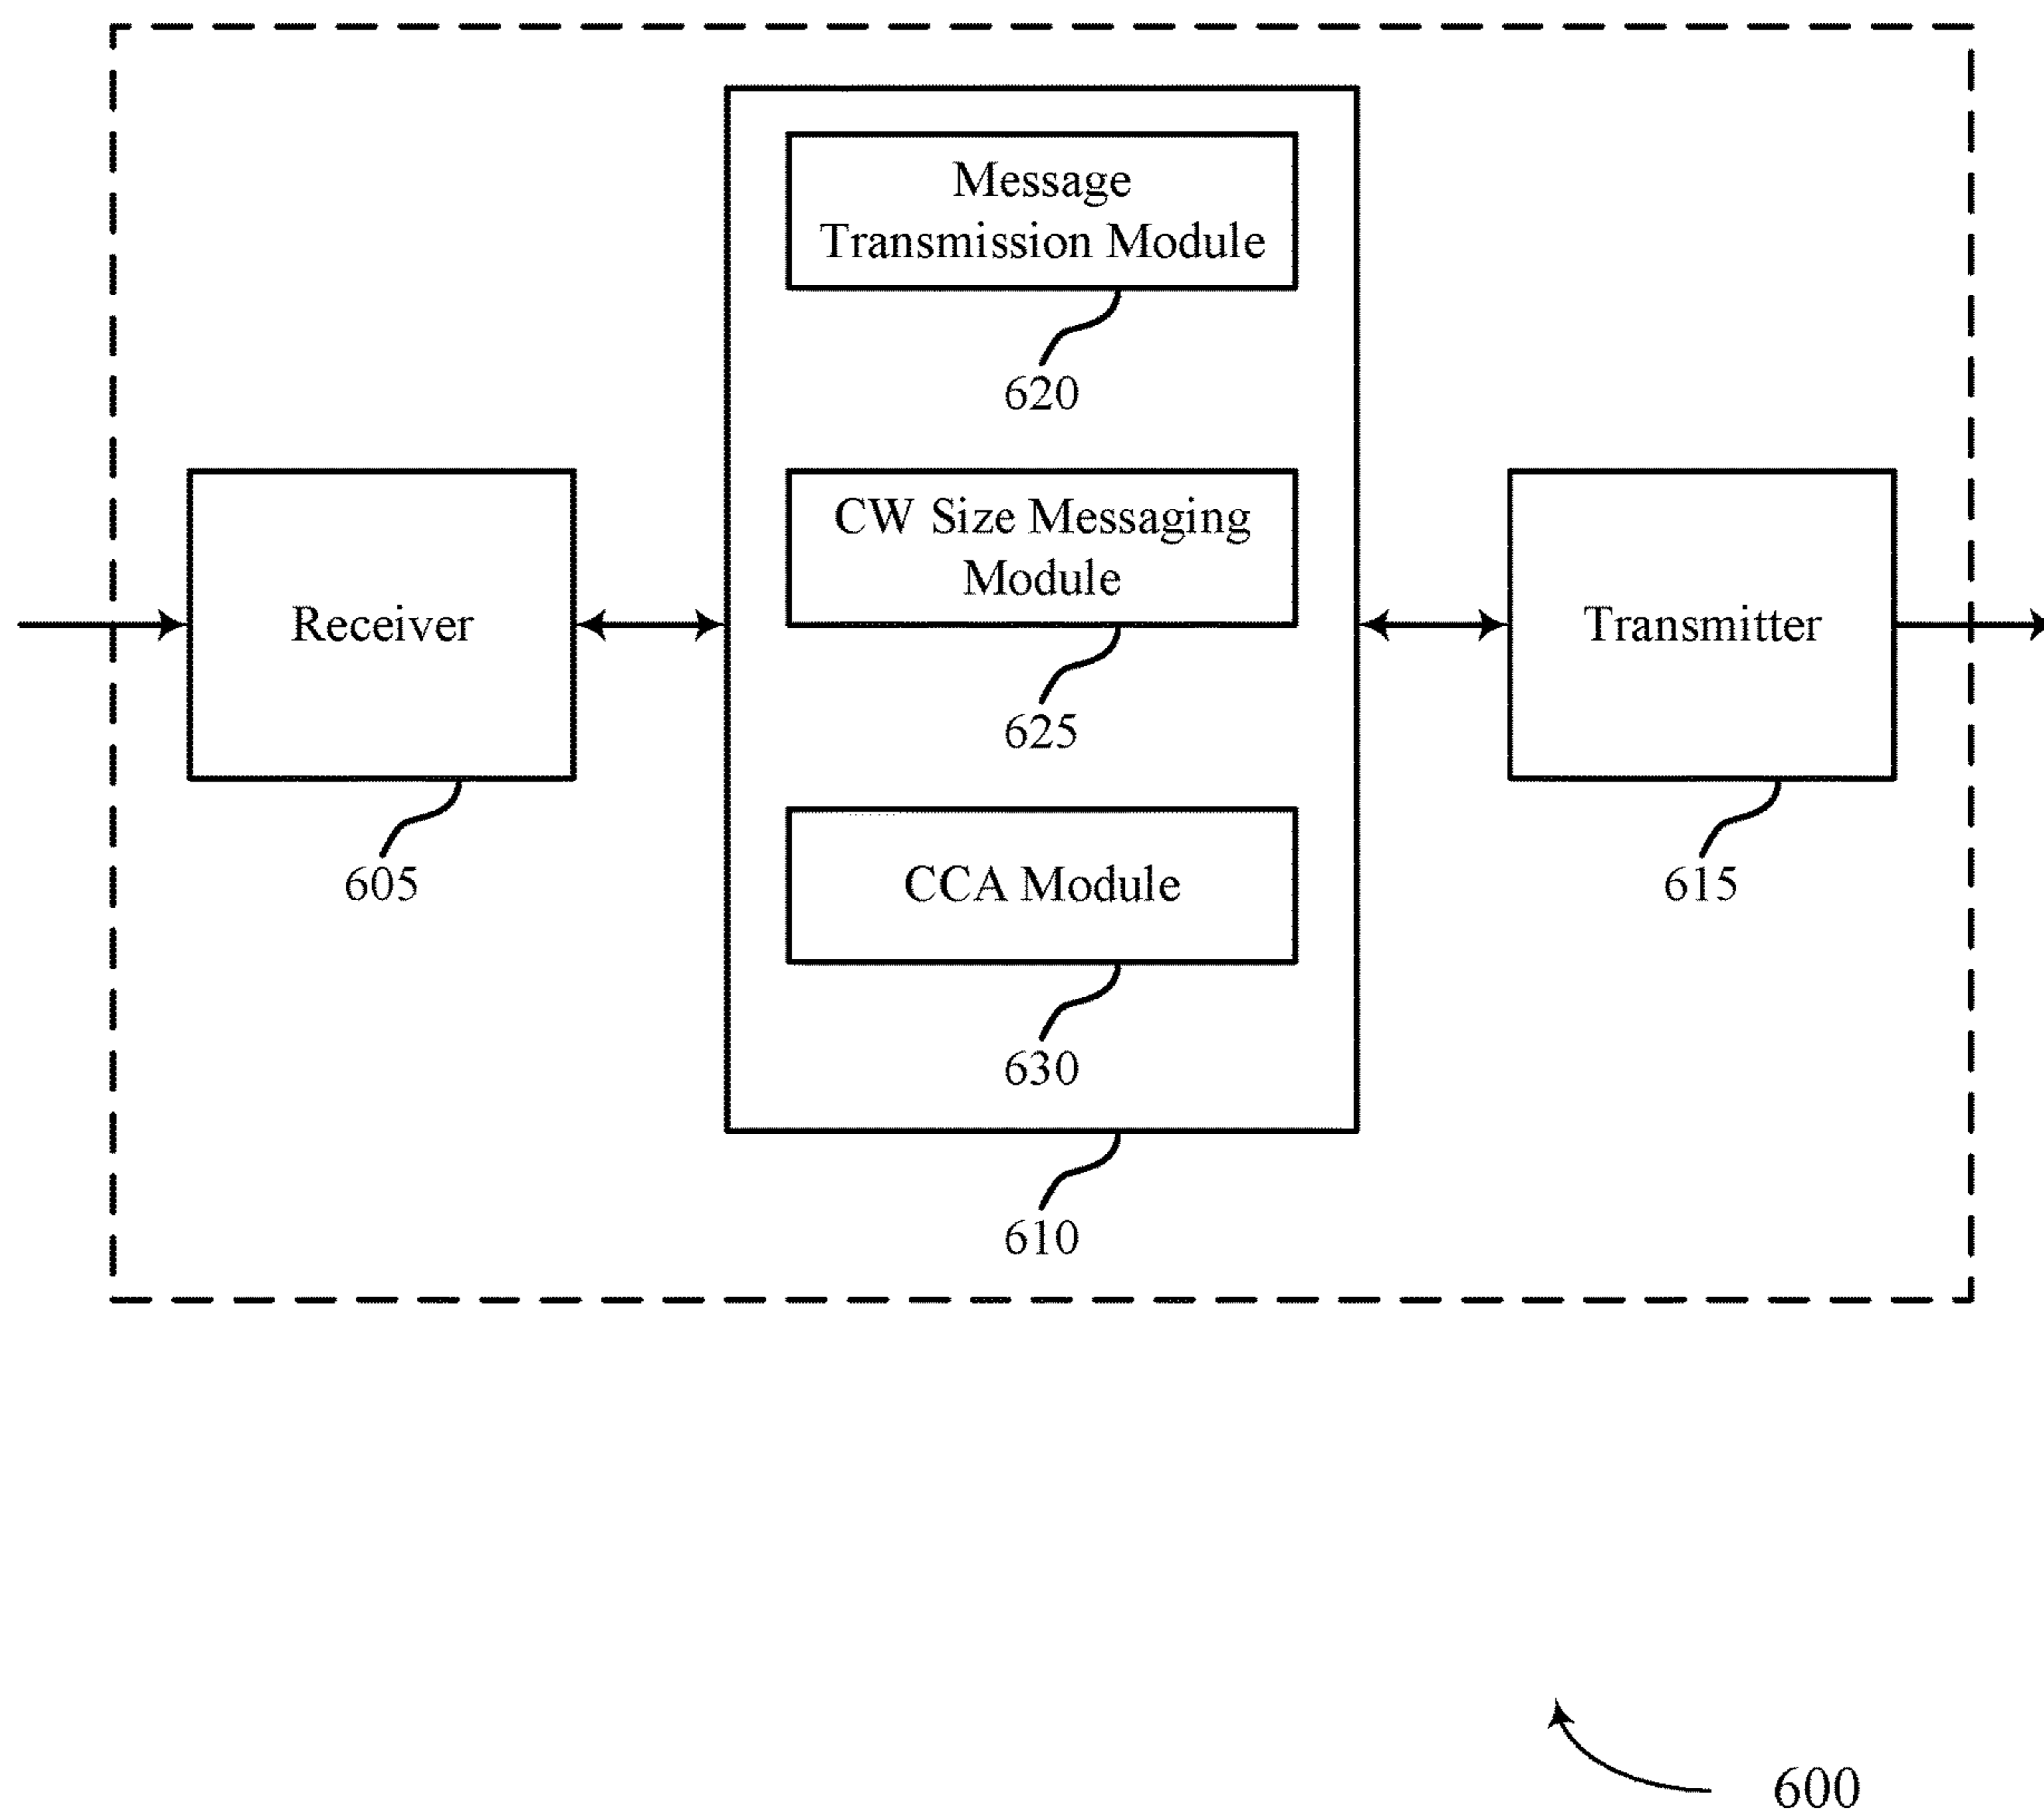 Message
Transmission Module
620
CW Size Messaging
Module
625
Receiver
605
Transmitter
615
CCA Module
630
610
600